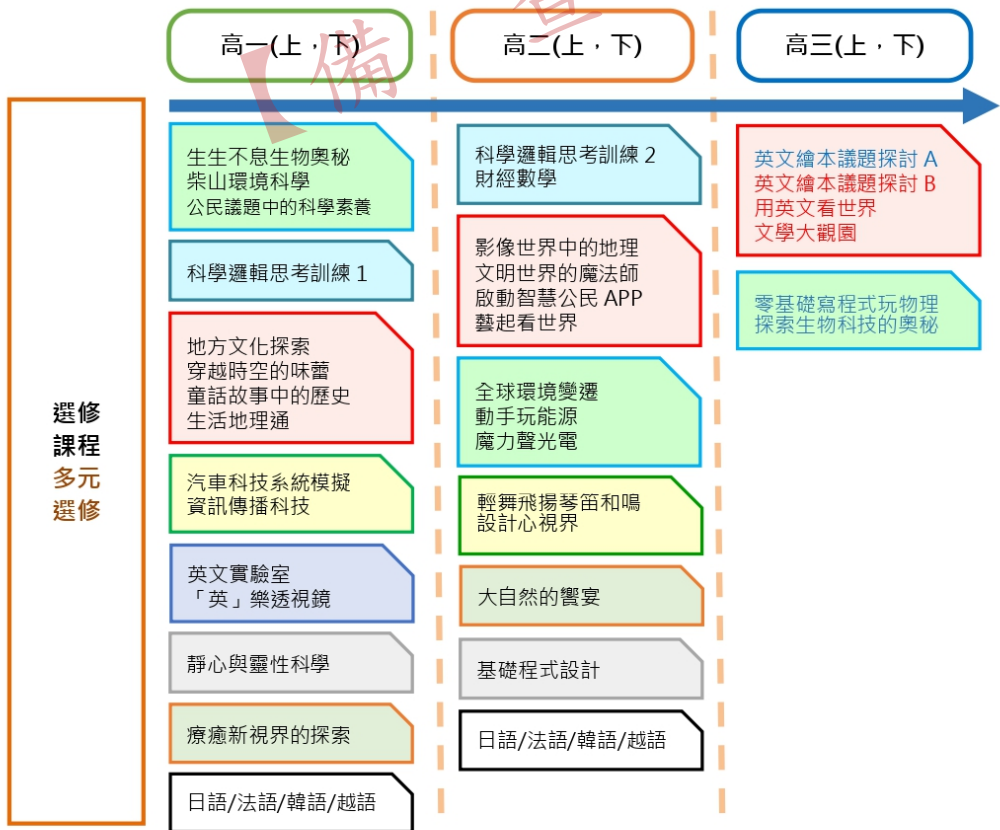 高一(上，下)
高二(上，下)
高三(上，下)
【備 查
選修
課程
多元
選修
生生不息生物奧秘
柴山環境科學
公民議題中的科學素養
科學邏輯思考訓練 1
地方文化探索
穿越時空的味蕾
童話故事中的歷史
生活地理通
汽車科技系統模擬
資訊傳播科技
英文實驗室
「英」樂透視鏡
靜心與靈性科學
療癒新視界的探索
日語/法語/韓語/越語
科學邏輯思考訓練 2
財經數學
影像世界中的地理
文明世界的魔法師
啟動智慧公民 APP
藝起看世界
全球環境變遷
動手玩能源
魔力聲光電
輕舞飛揚琴笛和鳴
設計心視界
大自然的饗宴
基礎程式設計
日語/法語/韓語/越語
英文繪本議題探討 A
英文繪本議題探討 B
用英文看世界
文學大觀園
零基礎寫程式玩物理
探索生物科技的奧秘